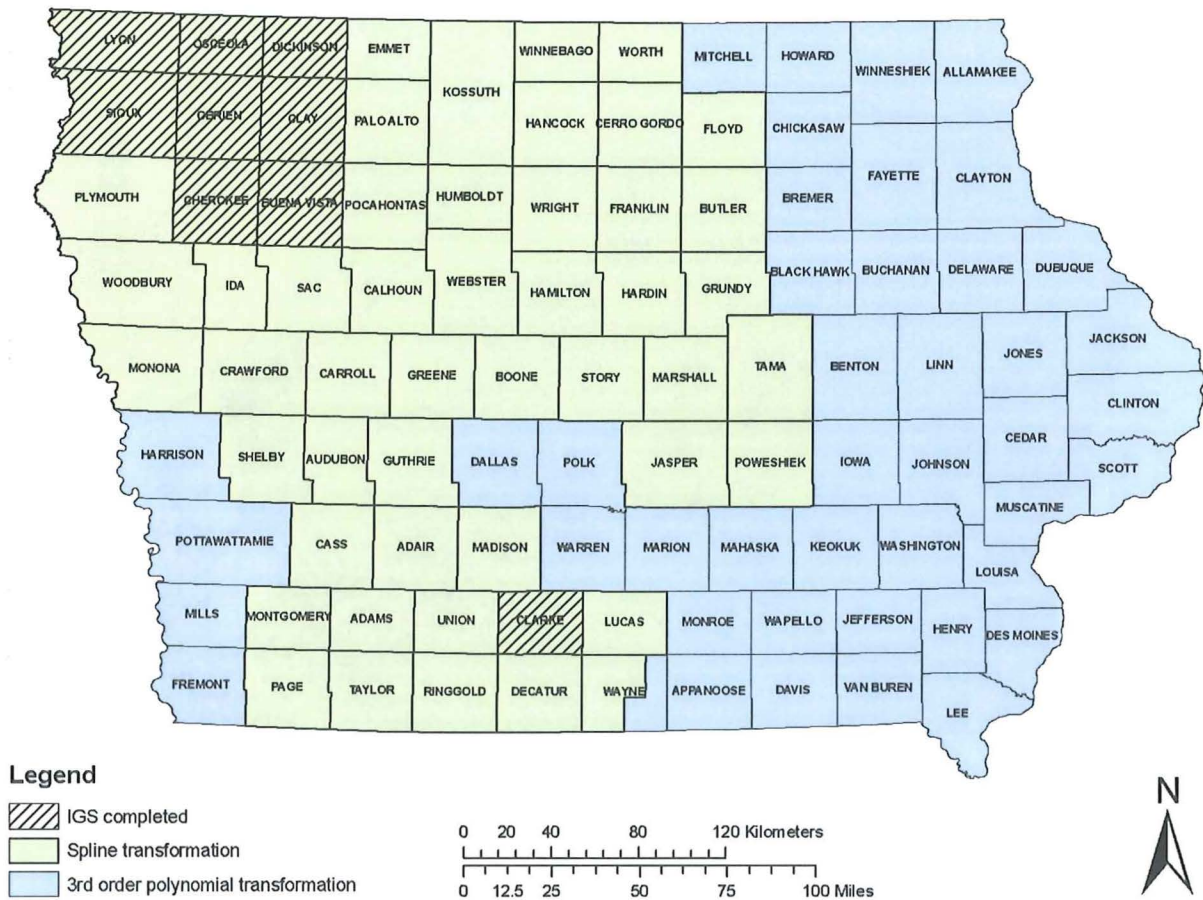 LYON OSCEOLA DICKINSON EMMET WINNEBAGO WORTH MITCHELL HOWARD WINNESHIEK ALLAMAKEE
KOSSUTH
SIOUX OBRIEN CLAY PALO ALTO HANCOCK CERRO GORDO FLOYD CHICKASAW
FAYETTE CLAYTON
PLYMOUTH CHEROKEE BUENA VISTA POCAHONTAS HUMBOLDT WRIGHT FRANKLIN BUTLER BREMER
WOODBURY IDA SAC CALHOUN WEBSTER HAMILTON HARDIN GRUNDY BLACK HAWK BUCHANAN DELAWARE DUBUQUE
MONONA CRAWFORD CARROLL GREENE BOONE STORY MARSHALL TAMA BENTON LINN JONES JACKSON
CLINTON
HARRISON SHELBY AUDUBON GUTHRIE DALLAS POLK JASPER POWESHIEK IOWA JOHNSON CEDAR SCOTT
MUSCATINE
POTTAWATTAMIE CASS ADAIR MADISON WARREN MARION MAHASKA KEOKUK WASHINGTON
LOUISA
MILLS MONTGOMERY ADAMS UNION CLARKE LUCAS MONROE WAPELLO JEFFERSON HENRY DES MOINES
FREMONT PAGE TAYLOR RINGGOLD DECATUR WAYNE APPANOOSE DAVIS VAN BUREN LEE
Legend
IGS completed
Spline transformation
3rd order polynomial transformation
0 20 40 80 120 Kilometers
0 12.5 25 50 75 100 Miles
N